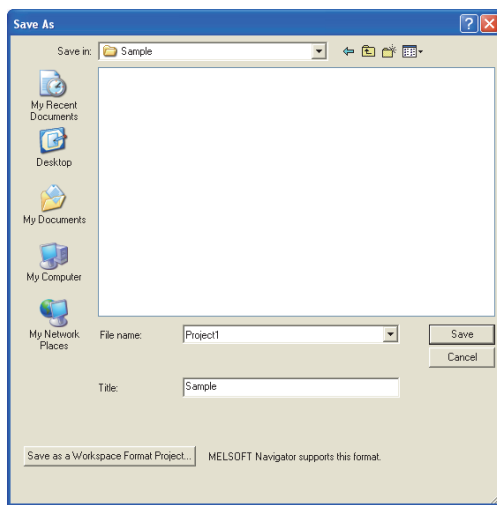 Save As
Save in: Sample
My Recent
Documents
Desktop
My Documents
My Computer
My Network
Places
File name: Project1
Save
Cancel
Title: Sample
Save as a Workspace Format Project... MELSOFT Navigator supports this format.